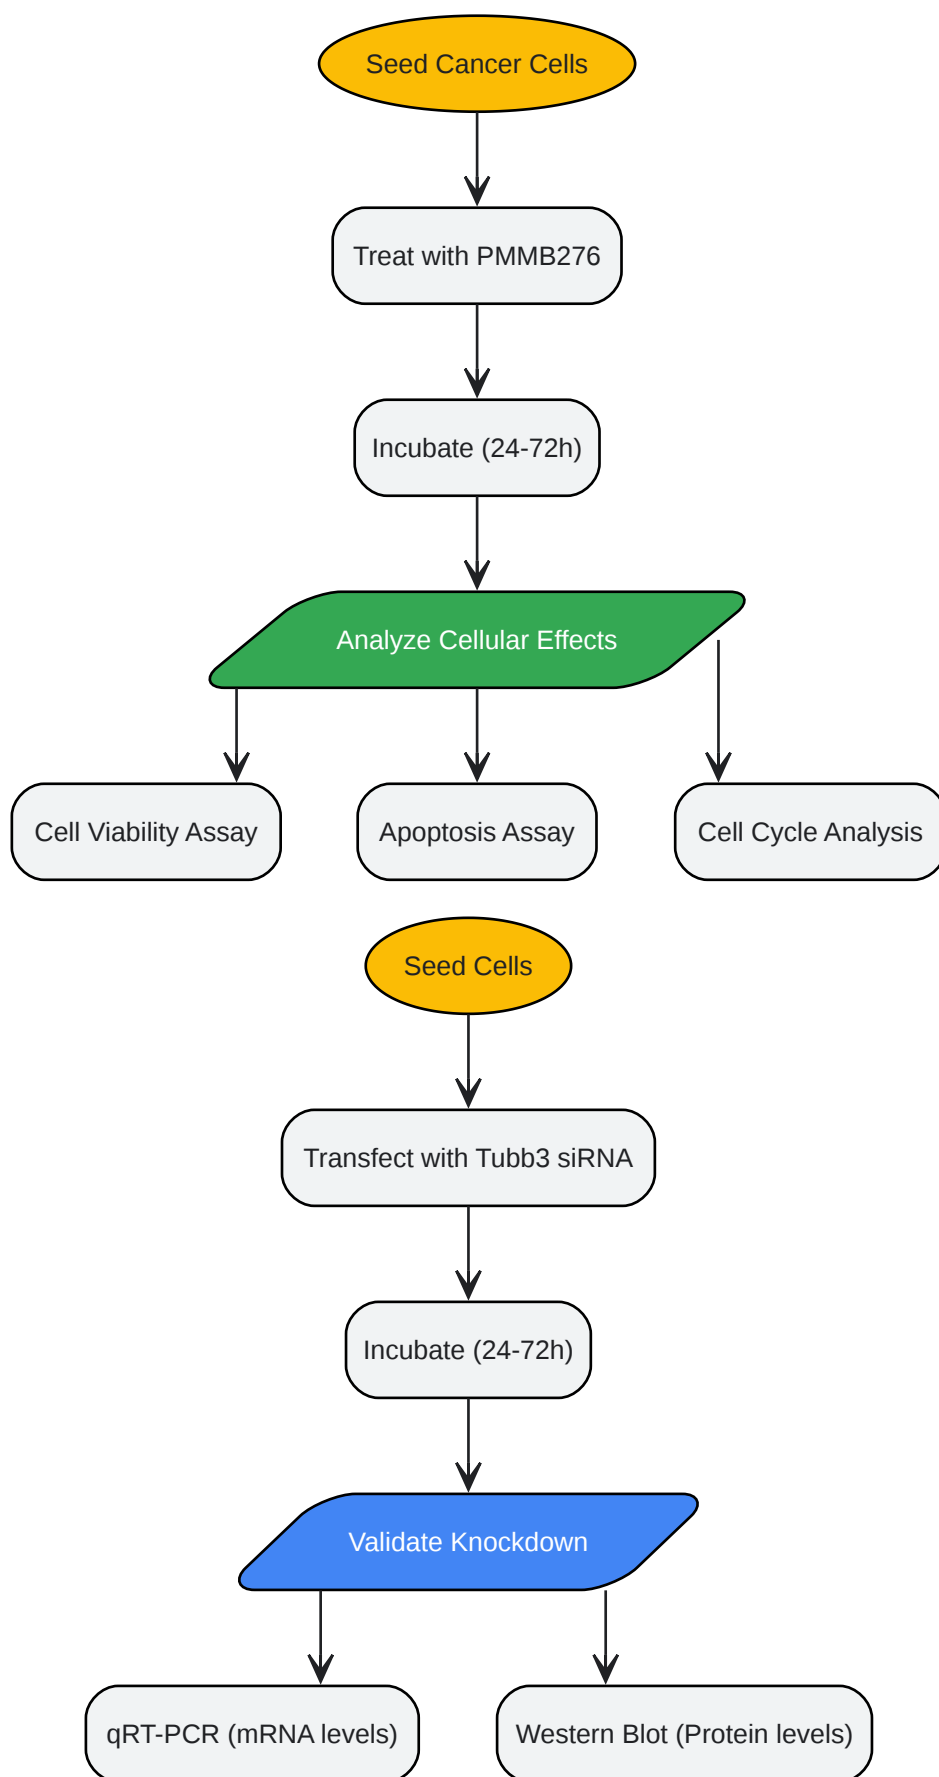 Seed Cancer Cells
Treat with PMMB276
Incubate (24-72h)
Analyze Cellular Effects
Cell Viability Assay
Apoptosis Assay
Cell Cycle Analysis
Seed Cells
Transfect with Tubb3 siRNA
Incubate (24-72h)
Validate Knockdown
qRT-PCR (mRNA levels)
Western Blot (Protein levels)